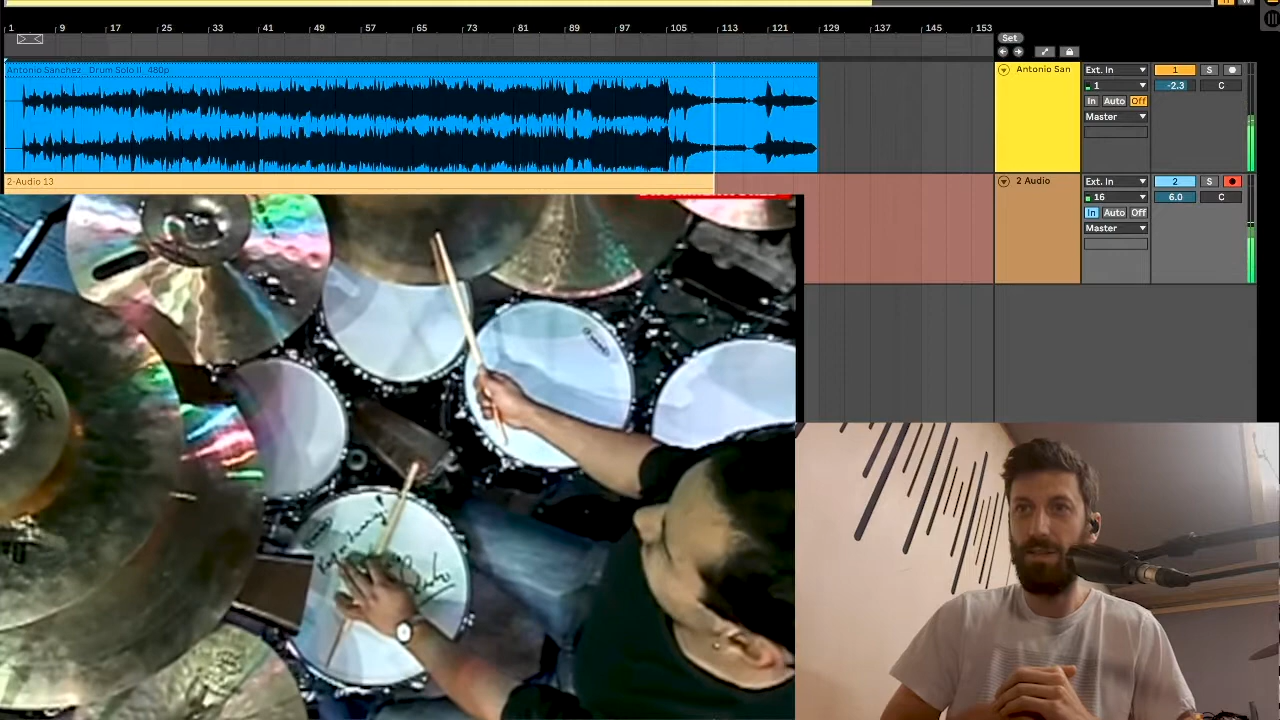 1 9 17 25 33 41 49 57 65 73 81 89 97 105 113 121 129 137 145 153
Set
Antonio Sanchez Drum Solo II 480p
Antonio San
Ext. In 1 S
1 -2.3 C
In Auto Off
Master
2-Audio 13
2 Audio
Ext. In 2 S
16 6.0 C
In Auto Off
Master